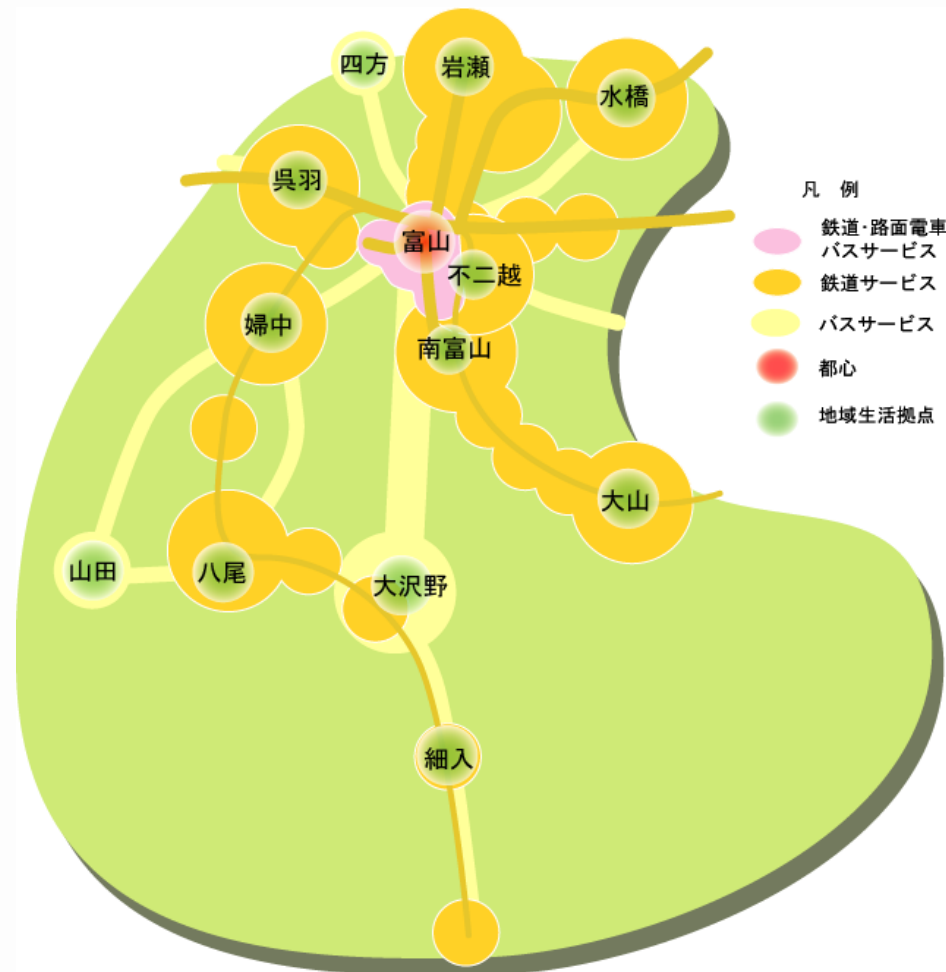 四方
岩瀬
水橋
呉羽
富山
不二越
婦中
南富山
大山
山田
八尾
大沢野
細入
凡 例
鉄道・路面電車
バスサービス
鉄道サービス
バスサービス
都心
地域生活拠点